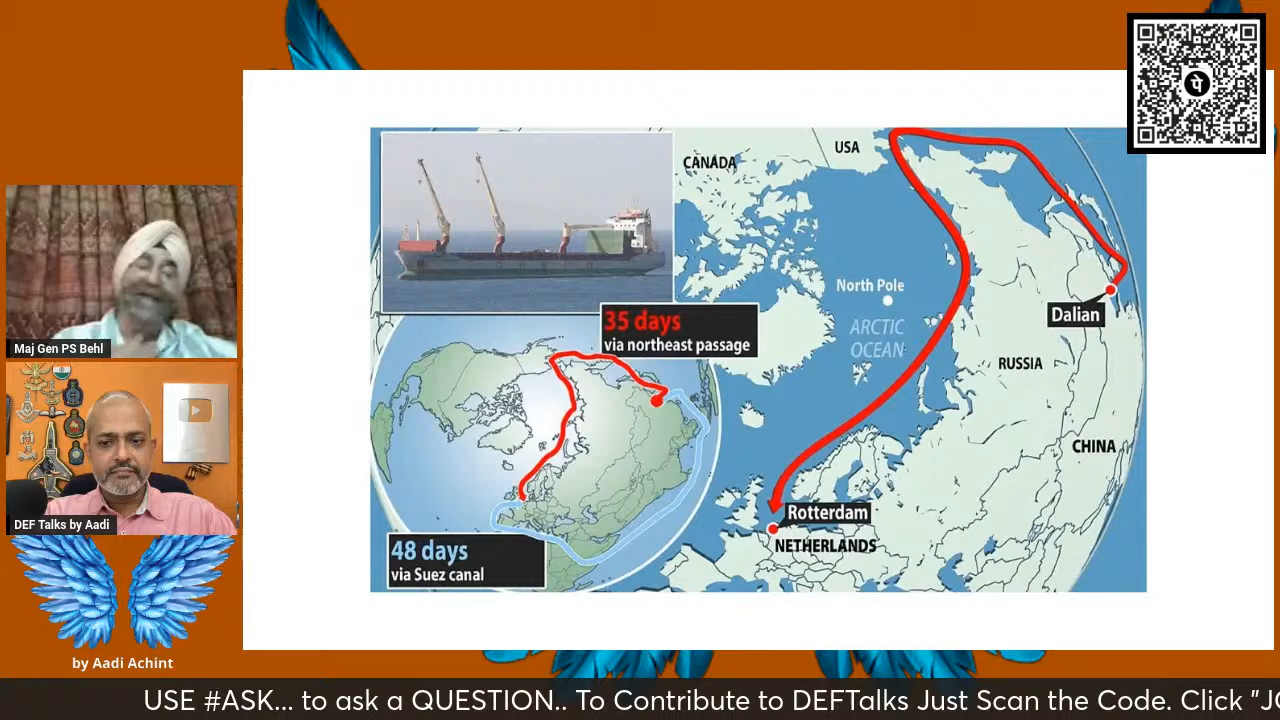 CANADA
USA
35 days
via northeast passage
North Pole
ARCTIC
OCEAN
Dalian
RUSSIA
CHINA
Rotterdam
NETHERLANDS
48 days
via Suez canal
पे
Maj Gen PS Behl
DEF Talks by Aadi
by Aadi Achint
USE #ASK... to ask a QUESTION.. To Contribute to DEFTalks Just Scan the Code. Click "JO